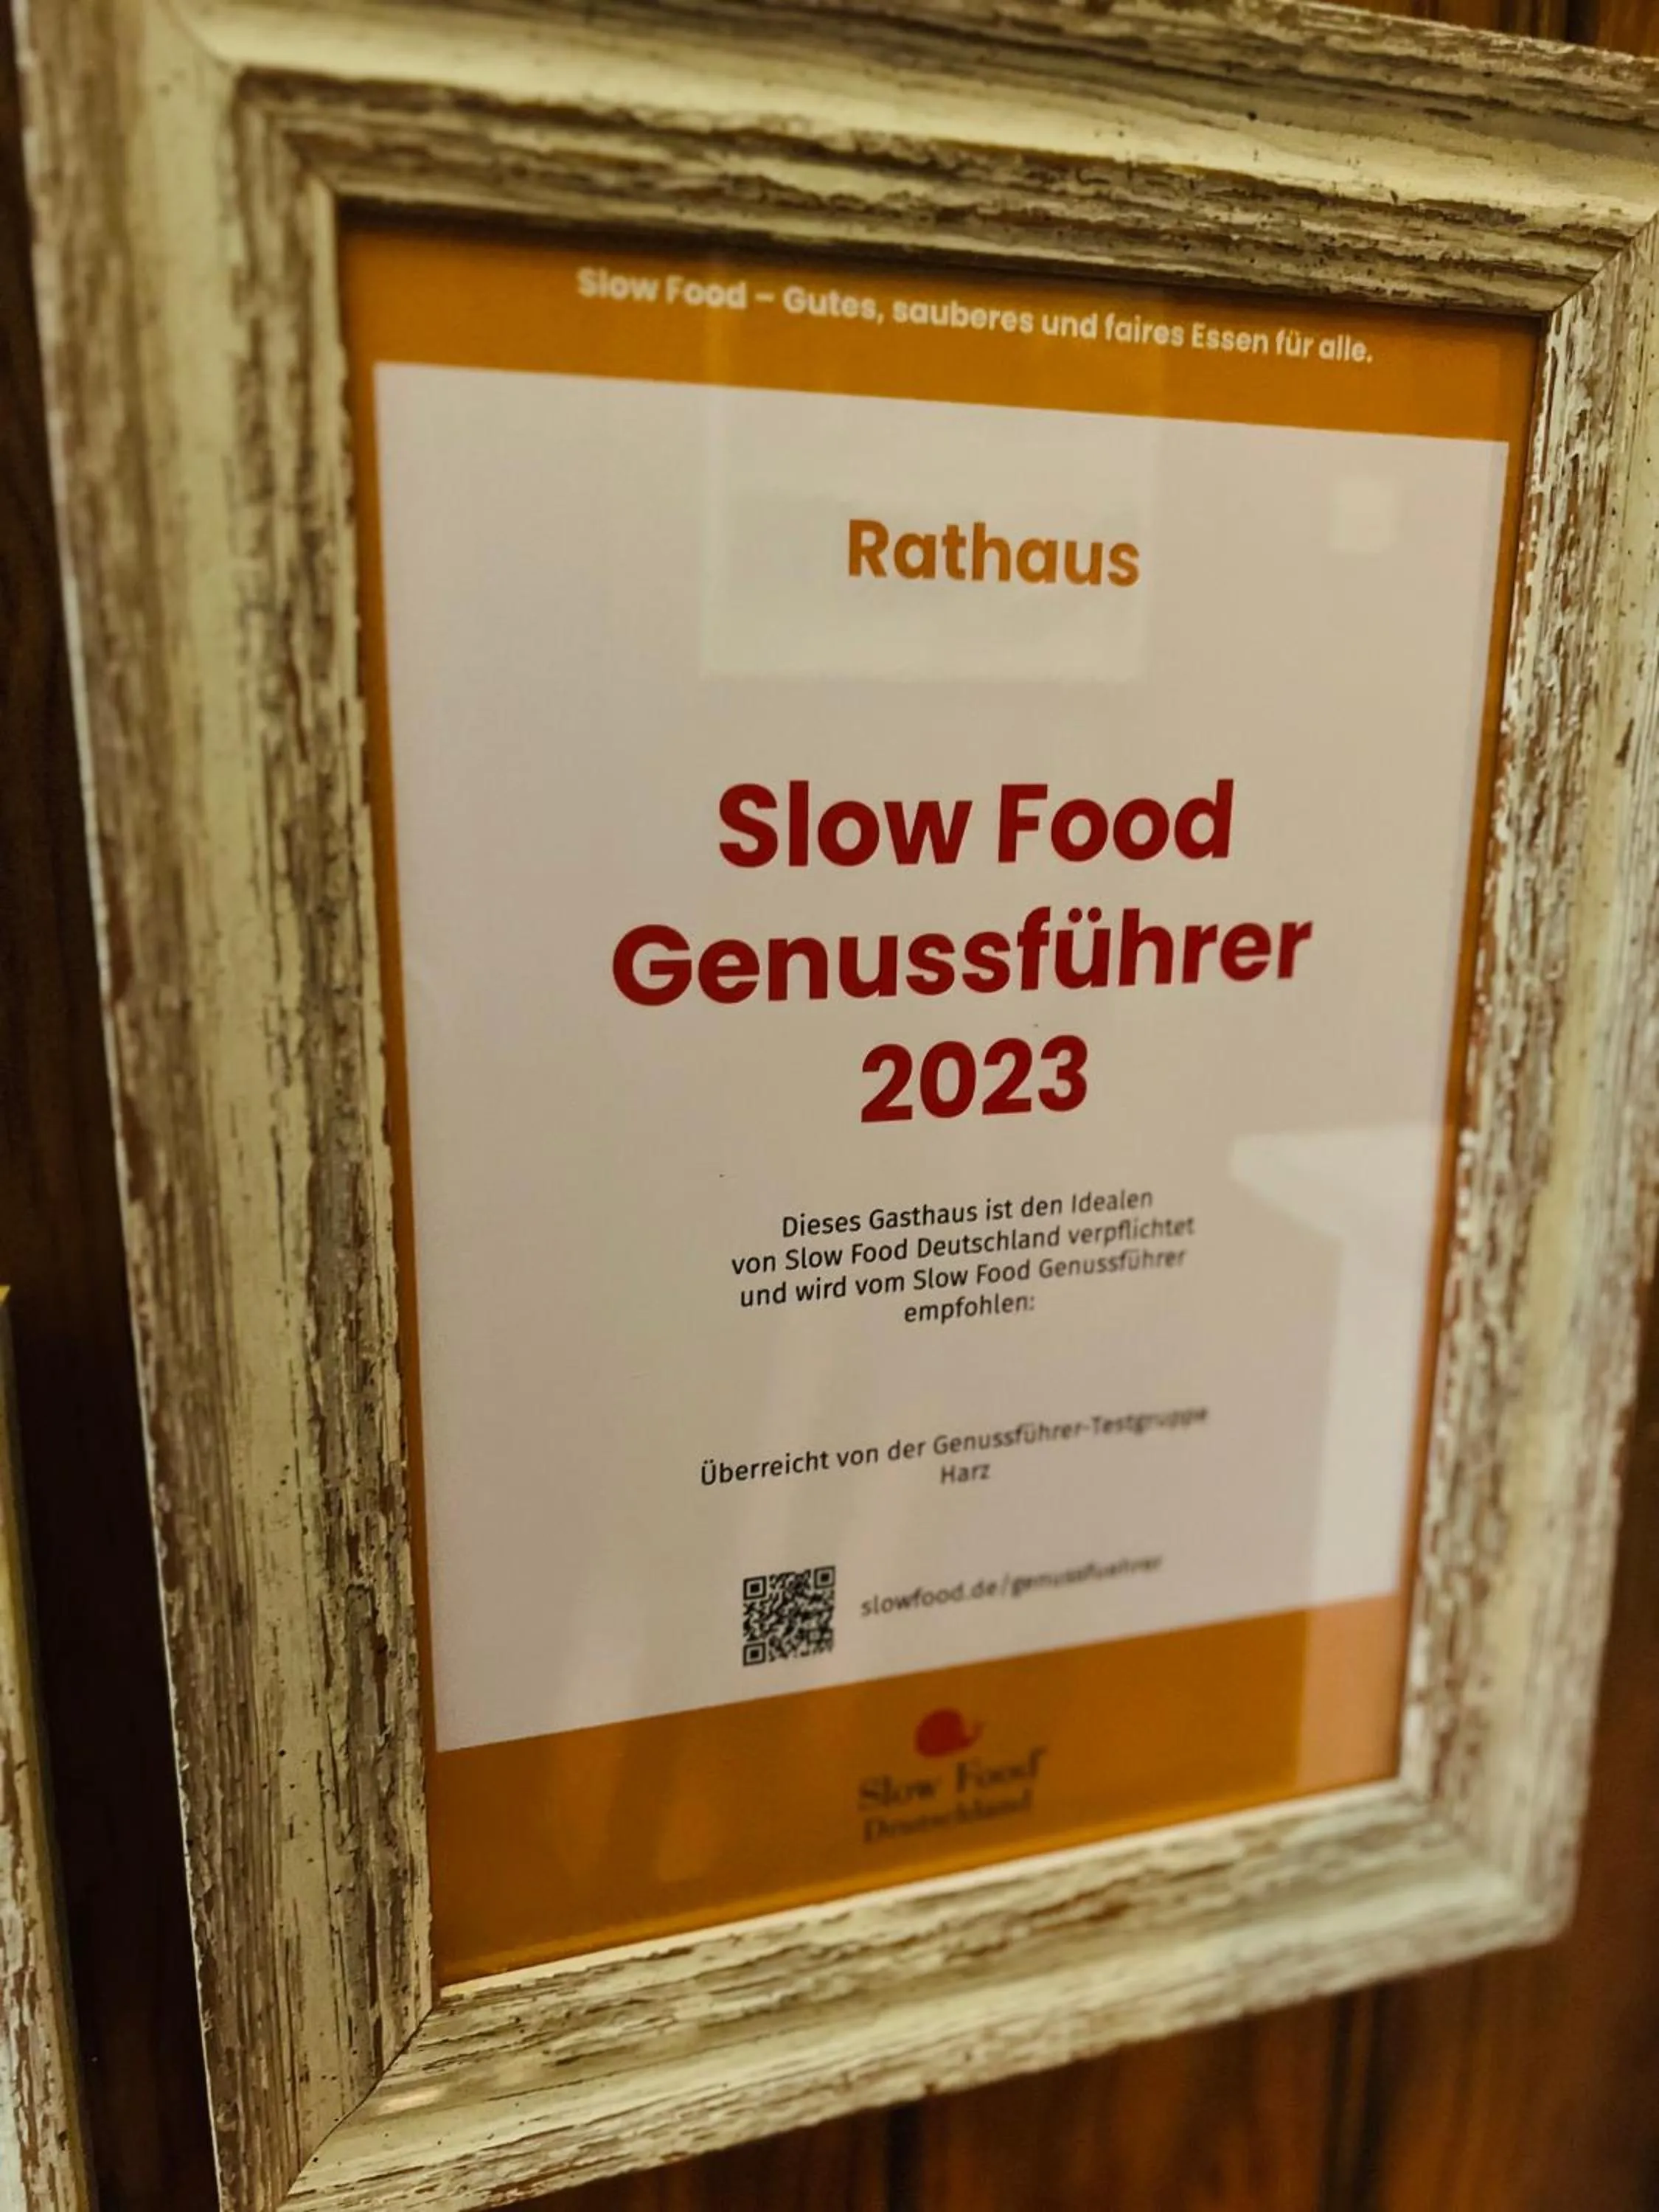 Slow Food – Gutes, sauberes und faires Essen für alle.
Rathaus
Slow Food
Genussführer
2023
Dieses Gasthaus ist den Idealen
von Slow Food Deutschland verpflichtet
und wird vom Slow Food Genussführer
empfohlen:
Überreicht von der Genussführer-Testgruppe
Harz
slowfood.de/genussfuehrer
Slow Food
Deutschland